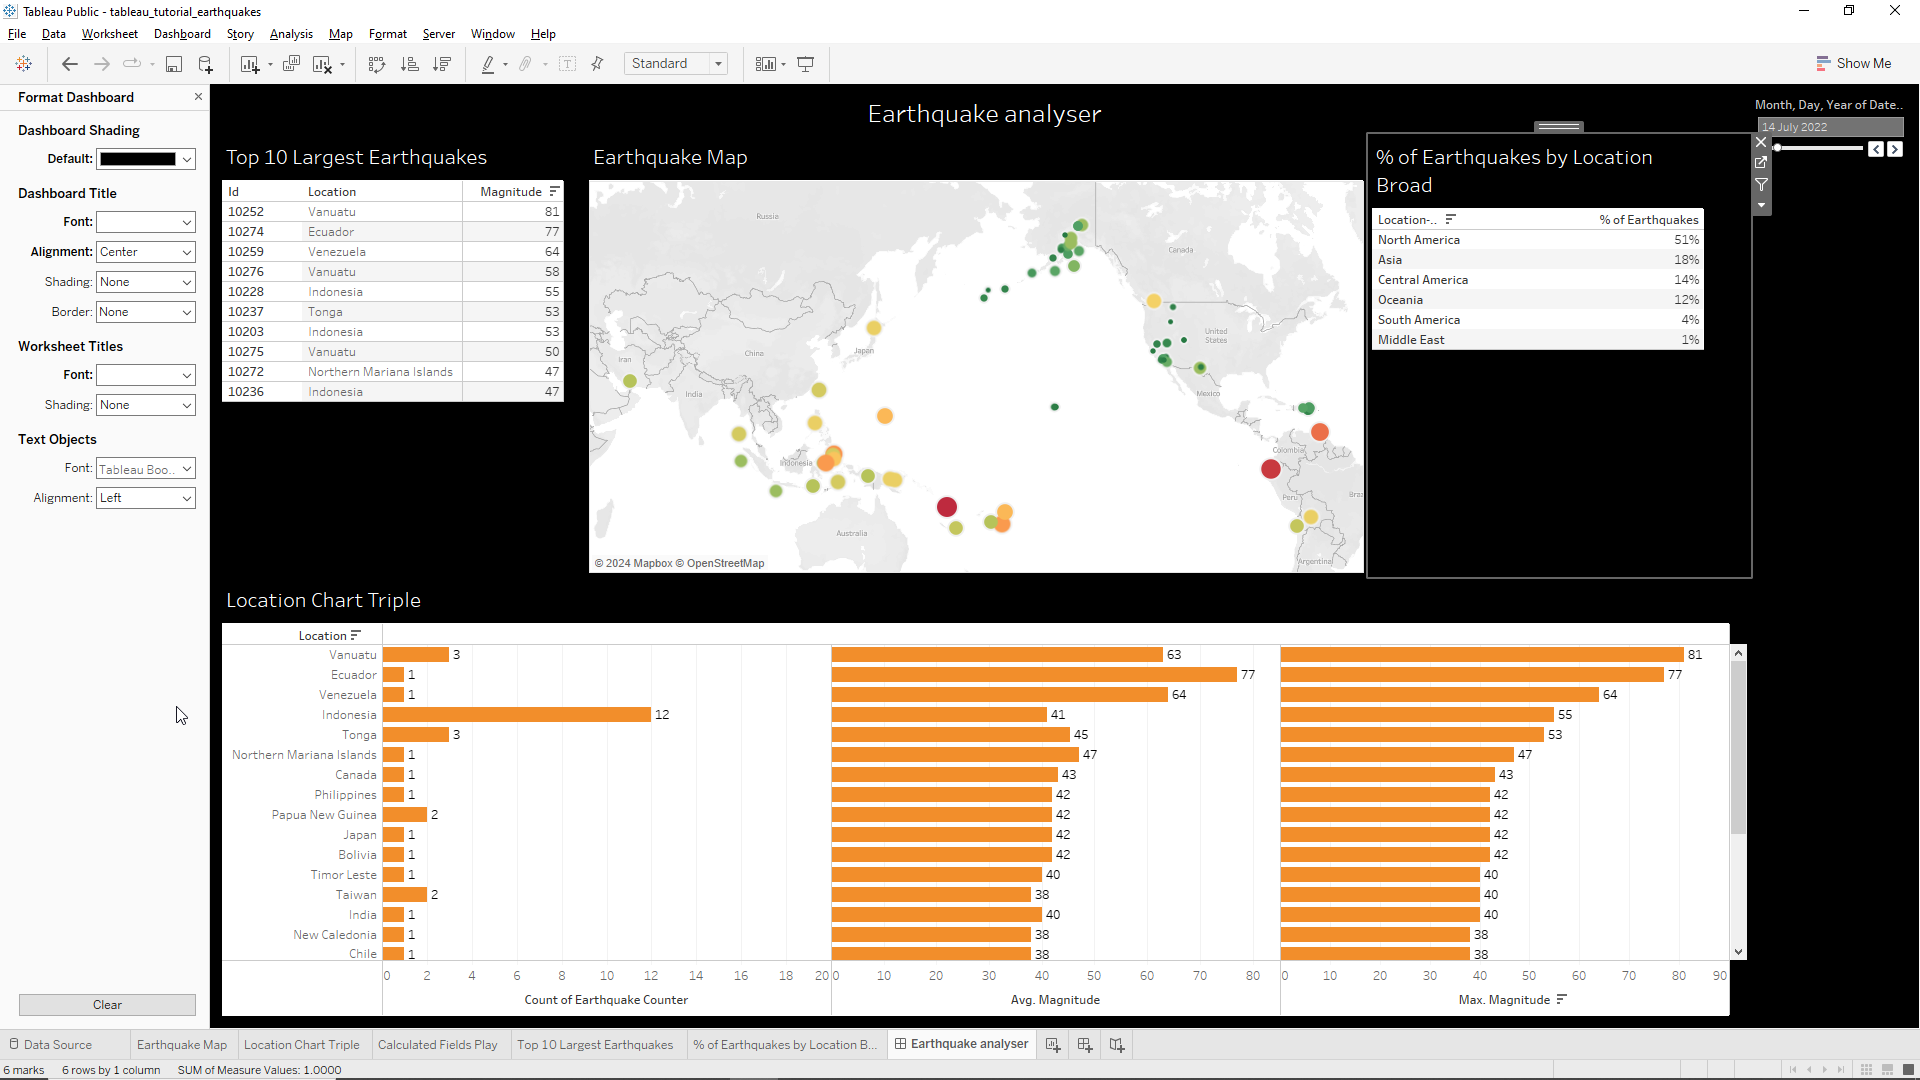 Tableau Public - tableau_tutorial_earthquakes
File Data Worksheet Dashboard Story Analysis Map Format Server Window Help
Standard
Show Me
Format Dashboard
Dashboard Shading
Default:
Dashboard Title
Font:
Alignment: Center
Shading: None
Border: None
Worksheet Titles
Font:
Shading: None
Text Objects
Font: Tableau Boo..
Alignment: Left
Clear
Earthquake analyser
Month, Day, Year of Date..
14 July 2022
Top 10 Largest Earthquakes
Id Location Magnitude
10252 Vanuatu 81
10274 Ecuador 77
10259 Venezuela 64
10276 Vanuatu 58
10228 Indonesia 55
10237 Tonga 53
10203 Indonesia 53
10275 Vanuatu 50
10272 Northern Mariana Islands 47
10236 Indonesia 47
Earthquake Map
Russia
Canada
United
States
China
Japan
Iran
India
Mexico
Indonesia
Colombia
Peru
Braz
Australia
Argentina
© 2024 Mapbox © OpenStreetMap
% of Earthquakes by Location
Broad
Location-.. % of Earthquakes
North America 51%
Asia 18%
Central America 14%
Oceania 12%
South America 4%
Middle East 1%
Location Chart Triple
Location
Vanuatu 3 63 81
Ecuador 1 77 77
Venezuela 1 64 64
Indonesia 12 41 55
Tonga 3 45 53
Northern Mariana Islands 1 47 47
Canada 1 43 43
Philippines 1 42 42
Papua New Guinea 2 42 42
Japan 1 42 42
Bolivia 1 42 42
Timor Leste 1 40 40
Taiwan 2 38 40
India 1 40 40
New Caledonia 1 38 38
Chile 1 38 38
0 2 4 6 8 10 12 14 16 18 20 0 10 20 30 40 50 60 70 80 0 10 20 30 40 50 60 70 80 90
Count of Earthquake Counter Avg. Magnitude Max. Magnitude
Data Source Earthquake Map Location Chart Triple Calculated Fields Play Top 10 Largest Earthquakes % of Earthquakes by Location B... Earthquake analyser
6 marks 6 rows by 1 column SUM of Measure Values: 1.0000